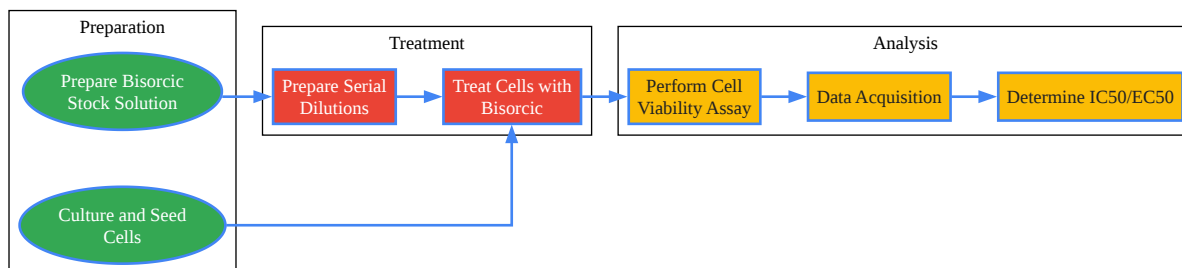 Preparation
Prepare Bisorcic
Stock Solution
Culture and Seed
Cells
Treatment
Prepare Serial
Dilutions
Treat Cells with
Bisorcic
Analysis
Perform Cell
Viability Assay
Data Acquisition
Determine IC50/EC50